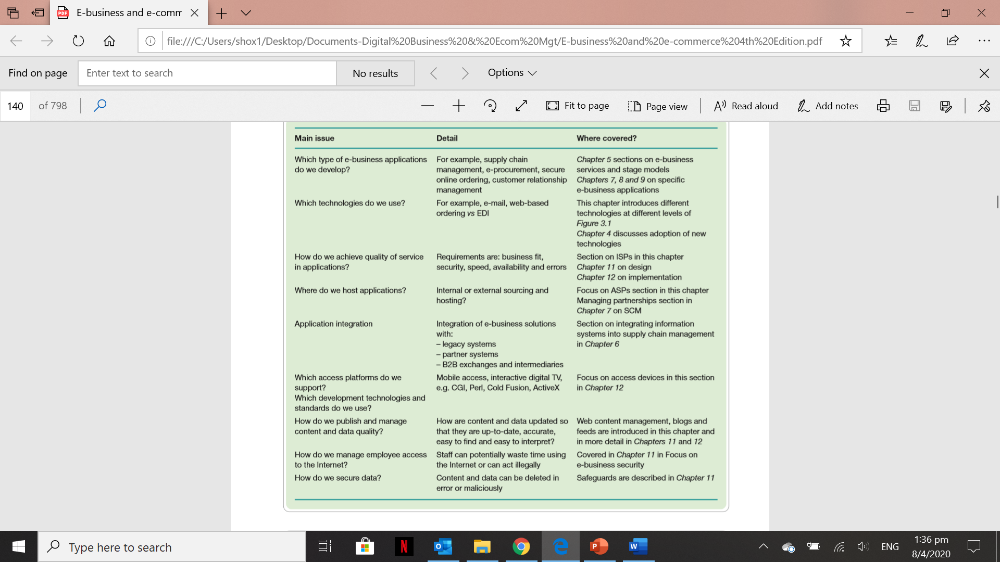 E-business and e-comm
file:///C:/Users/shox1/Desktop/Documents-Digital%20Business%20&%20Ecom%20Mgt/E-business%20and%20e-commerce%204th%20Edition.pdf
Find on page
Enter text to search
No results
Options
140
of 798
Fit to page
Page view
Read aloud
Add notes
Main issue
Detail
Where covered?
Which type of e-business applications
do we develop?
For example, supply chain
management, e-procurement, secure
online ordering, customer relationship
management
Chapter 5 sections on e-business
services and stage models
Chapters 7, 8 and 9 on specific
e-business applications
Which technologies do we use?
For example, e-mail, web-based
ordering vs EDI
This chapter introduces different
technologies at different levels of
Figure 3.1
Chapter 4 discusses adoption of new
technologies
How do we achieve quality of service
in applications?
Requirements are: business fit,
security, speed, availability and errors
Section on ISPs in this chapter
Chapter 11 on design
Chapter 12 on implementation
Where do we host applications?
Internal or external sourcing and
hosting?
Focus on ASPs section in this chapter
Managing partnerships section in
Chapter 7 on SCM
Application integration
Integration of e-business solutions
with:
– legacy systems
– partner systems
– B2B exchanges and intermediaries
Section on integrating information
systems into supply chain management
in Chapter 6
Which access platforms do we
support?
Which development technologies and
standards do we use?
Mobile access, interactive digital TV,
e.g. CGI, Perl, Cold Fusion, ActiveX
Focus on access devices in this section
in Chapter 12
How do we publish and manage
content and data quality?
How are content and data updated so
that they are up-to-date, accurate,
easy to find and easy to interpret?
Web content management, blogs and
feeds are introduced in this chapter and
in more detail in Chapters 11 and 12
How do we manage employee access
to the Internet?
Staff can potentially waste time using
the Internet or can act illegally
Covered in Chapter 11 in Focus on
e-business security
How do we secure data?
Content and data can be deleted in
error or maliciously
Safeguards are described in Chapter 11
Type here to search
ENG
1:36 pm
8/4/2020